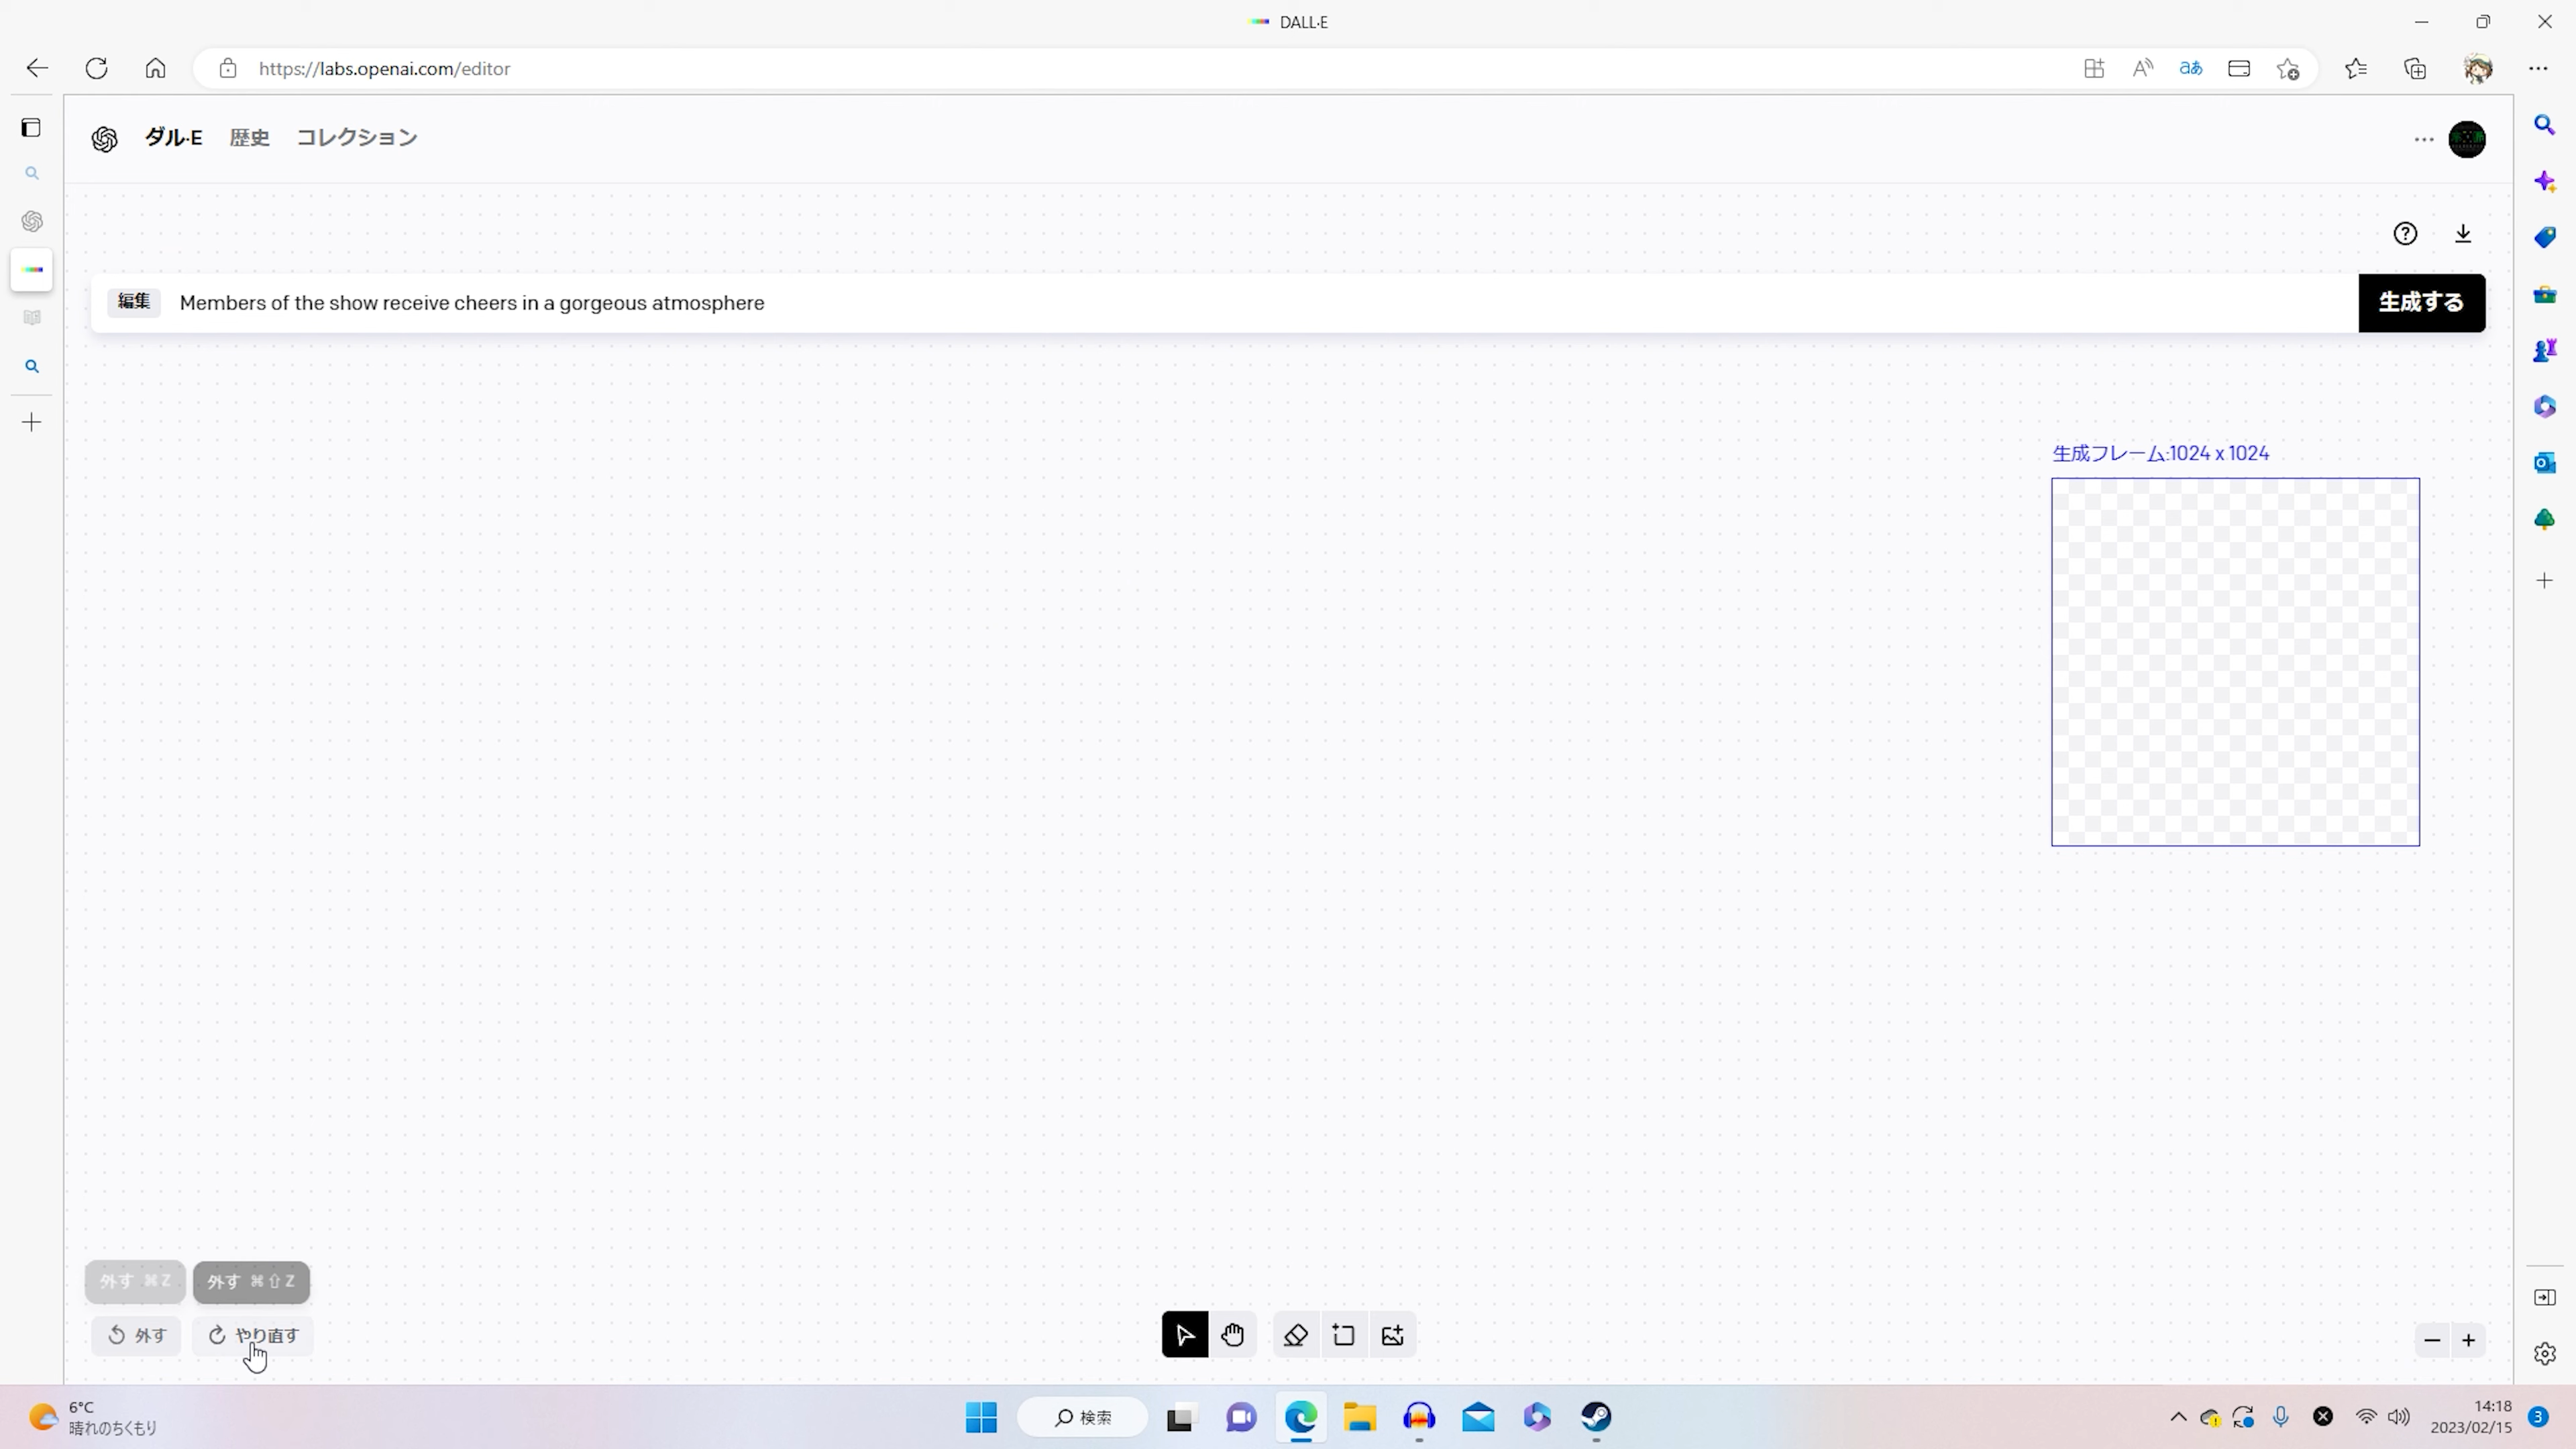 DALL·E
https://labs.openai.com/editor
aあ
ダル·E 歴史 コレクション
編集 Members of the show receive cheers in a gorgeous atmosphere 生成する
生成フレーム:1024 x 1024
外す ⌘ Z 外す ⌘ ⇧ Z
外す やり直す
6°C
晴れのちくもり
検索
14:18
2023/02/15
3